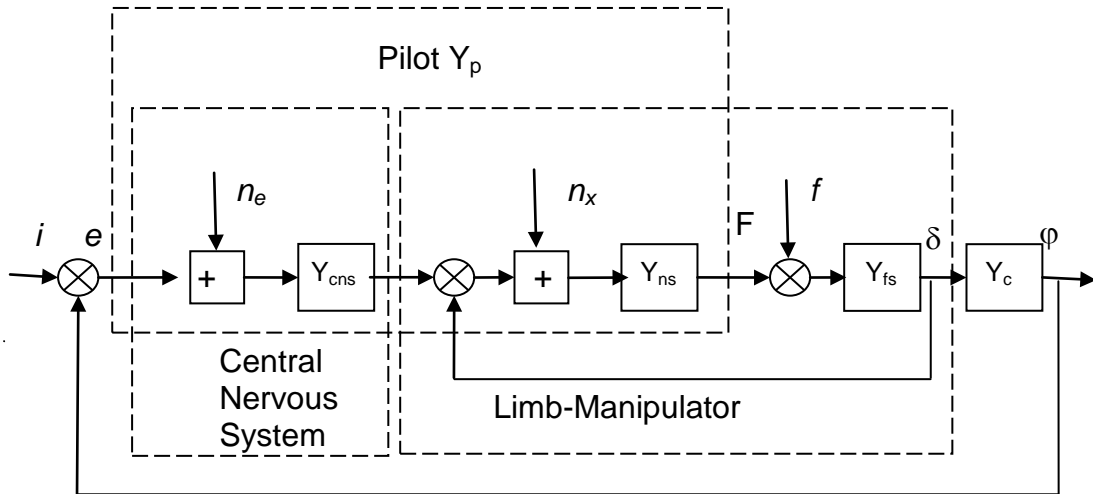 Pilot Yp
i
e
ne
+
Ycns
nx
+
Yns
F
f
Yfs
δ
Yc
φ
Central
Nervous
System
Limb-Manipulator